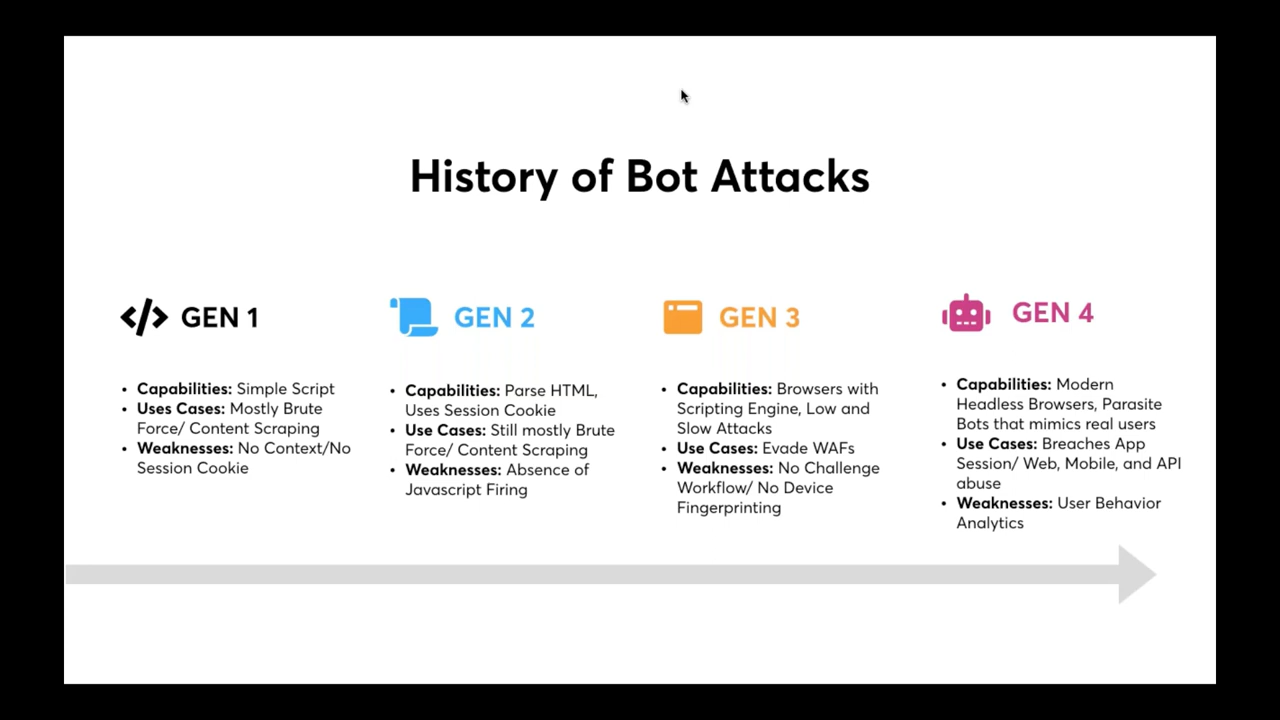 History of Bot Attacks
GEN 1
• Capabilities: Simple Script
• Uses Cases: Mostly Brute
Force/ Content Scraping
• Weaknesses: No Context/No
Session Cookie
GEN 2
• Capabilities: Parse HTML,
Uses Session Cookie
• Use Cases: Still mostly Brute
Force/ Content Scraping
• Weaknesses: Absence of
Javascript Firing
GEN 3
• Capabilities: Browsers with
Scripting Engine, Low and
Slow Attacks
• Use Cases: Evade WAFs
• Weaknesses: No Challenge
Workflow/ No Device
Fingerprinting
GEN 4
• Capabilities: Modern
Headless Browsers, Parasite
Bots that mimics real users
• Use Cases: Breaches App
Session/ Web, Mobile, and API
abuse
• Weaknesses: User Behavior
Analytics